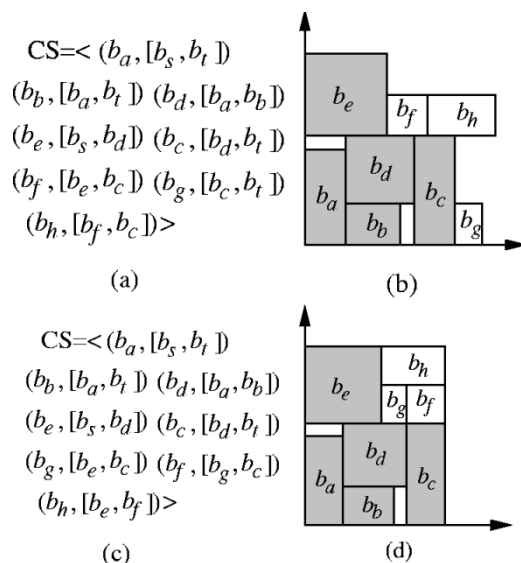 CS=< (b_a, [b_s, b_t])
(b_b, [b_a, b_t]) (b_d, [b_a, b_b])
(b_e, [b_s, b_d]) (b_c, [b_d, b_t])
(b_f, [b_e, b_c]) (b_g, [b_c, b_t])
(b_h, [b_f, b_c])>
(a)
b_e
b_f b_h
b_d
b_a b_c
b_b b_g
(b)
CS=<(b_a, [b_s, b_t])
(b_b, [b_a, b_t]) (b_d, [b_a, b_b])
(b_e, [b_s, b_d]) (b_c, [b_d, b_t])
(b_g, [b_e, b_c]) (b_f, [b_g, b_c])
(b_h, [b_e, b_f])>
(c)
b_h
b_e
b_g b_f
b_d
b_a b_c
b_b
(d)